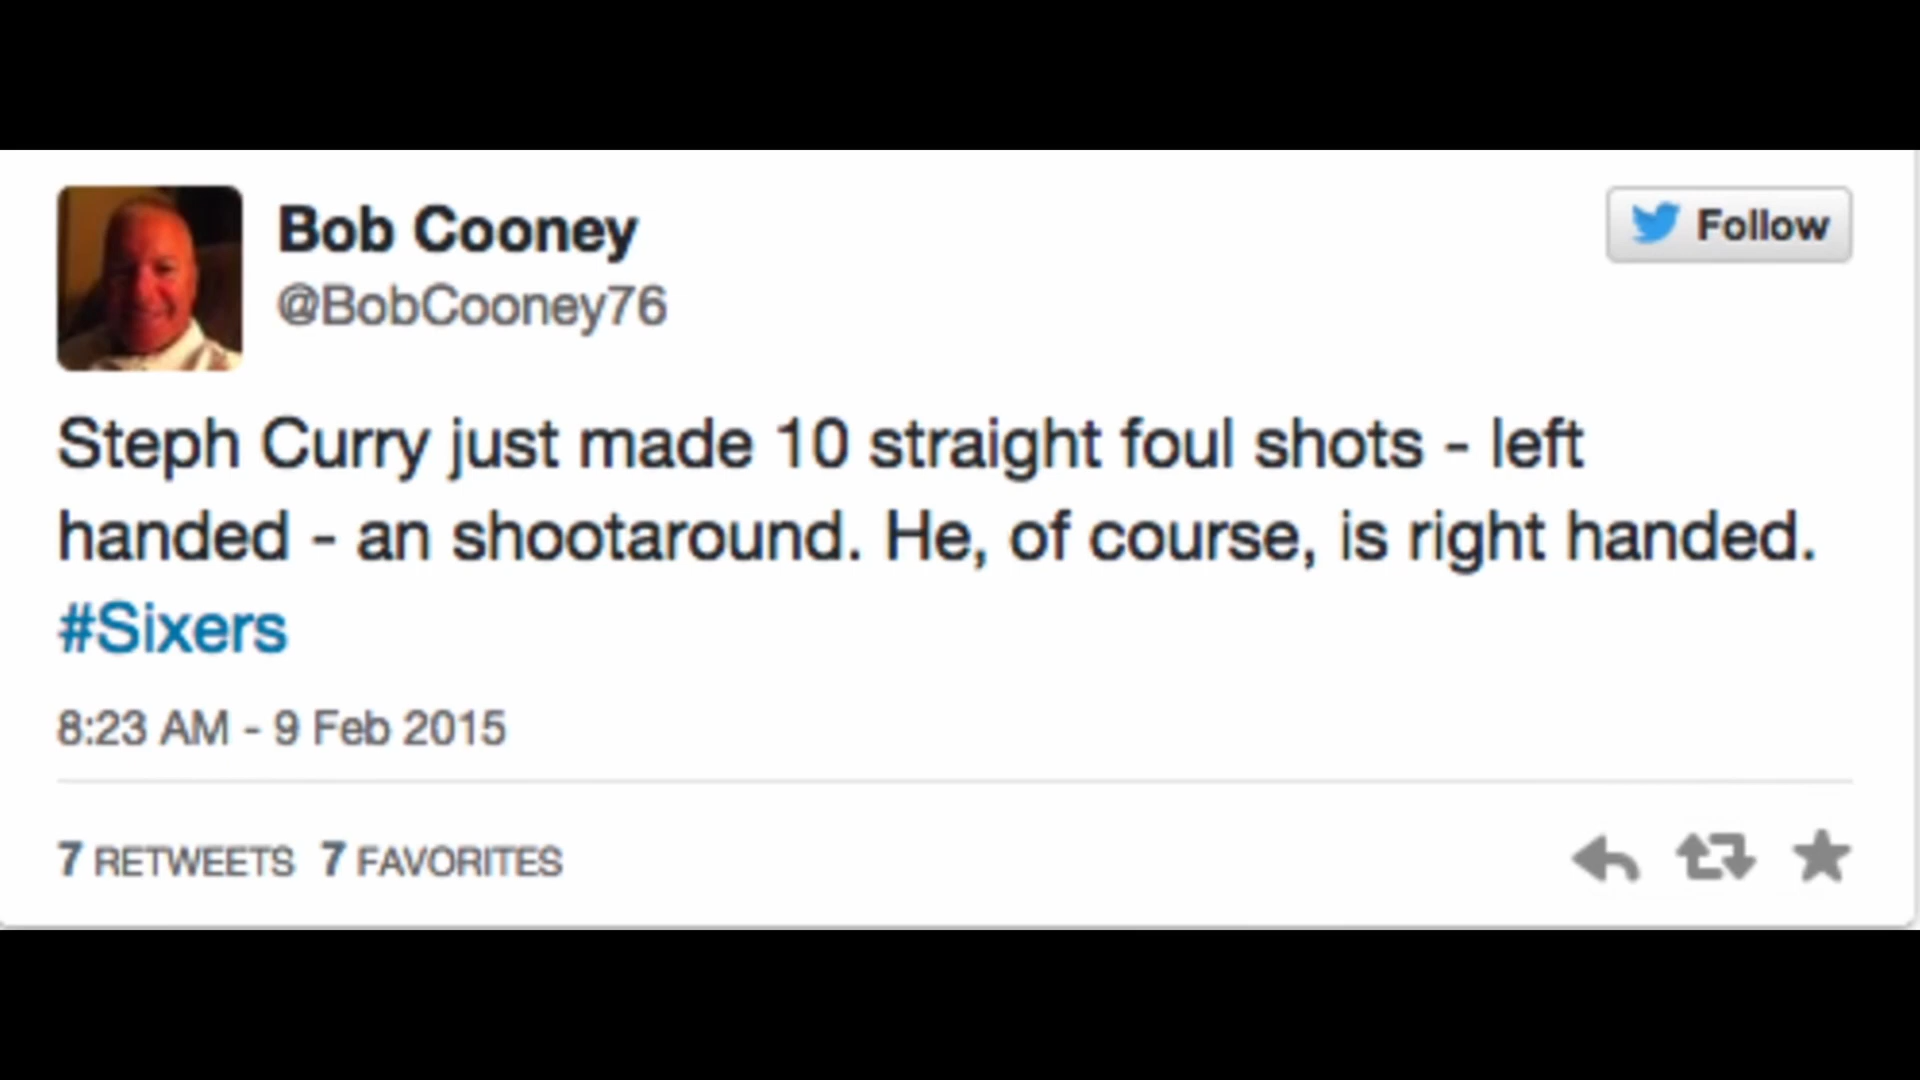 Bob Cooney
Follow
@BobCooney76
Steph Curry just made 10 straight foul shots - left
handed - an shootaround. He, of course, is right handed.
#Sixers
8:23 AM - 9 Feb 2015
7 RETWEETS 7 FAVORITES